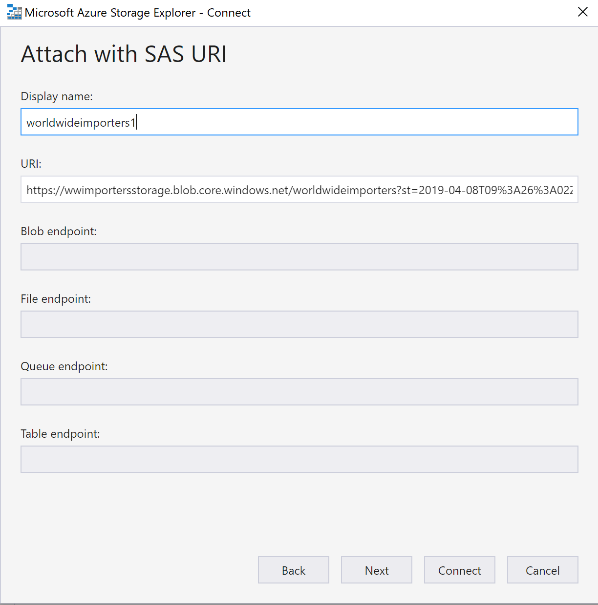 Microsoft Azure Storage Explorer - Connect
Attach with SAS URI
Display name:
worldwideimporters1
URI:
https://wwimportersstorage.blob.core.windows.net/worldwideimporters?st=2019-04-08T09%3A26%3A02Z
Blob endpoint:
File endpoint:
Queue endpoint:
Table endpoint:
Back
Next
Connect
Cancel